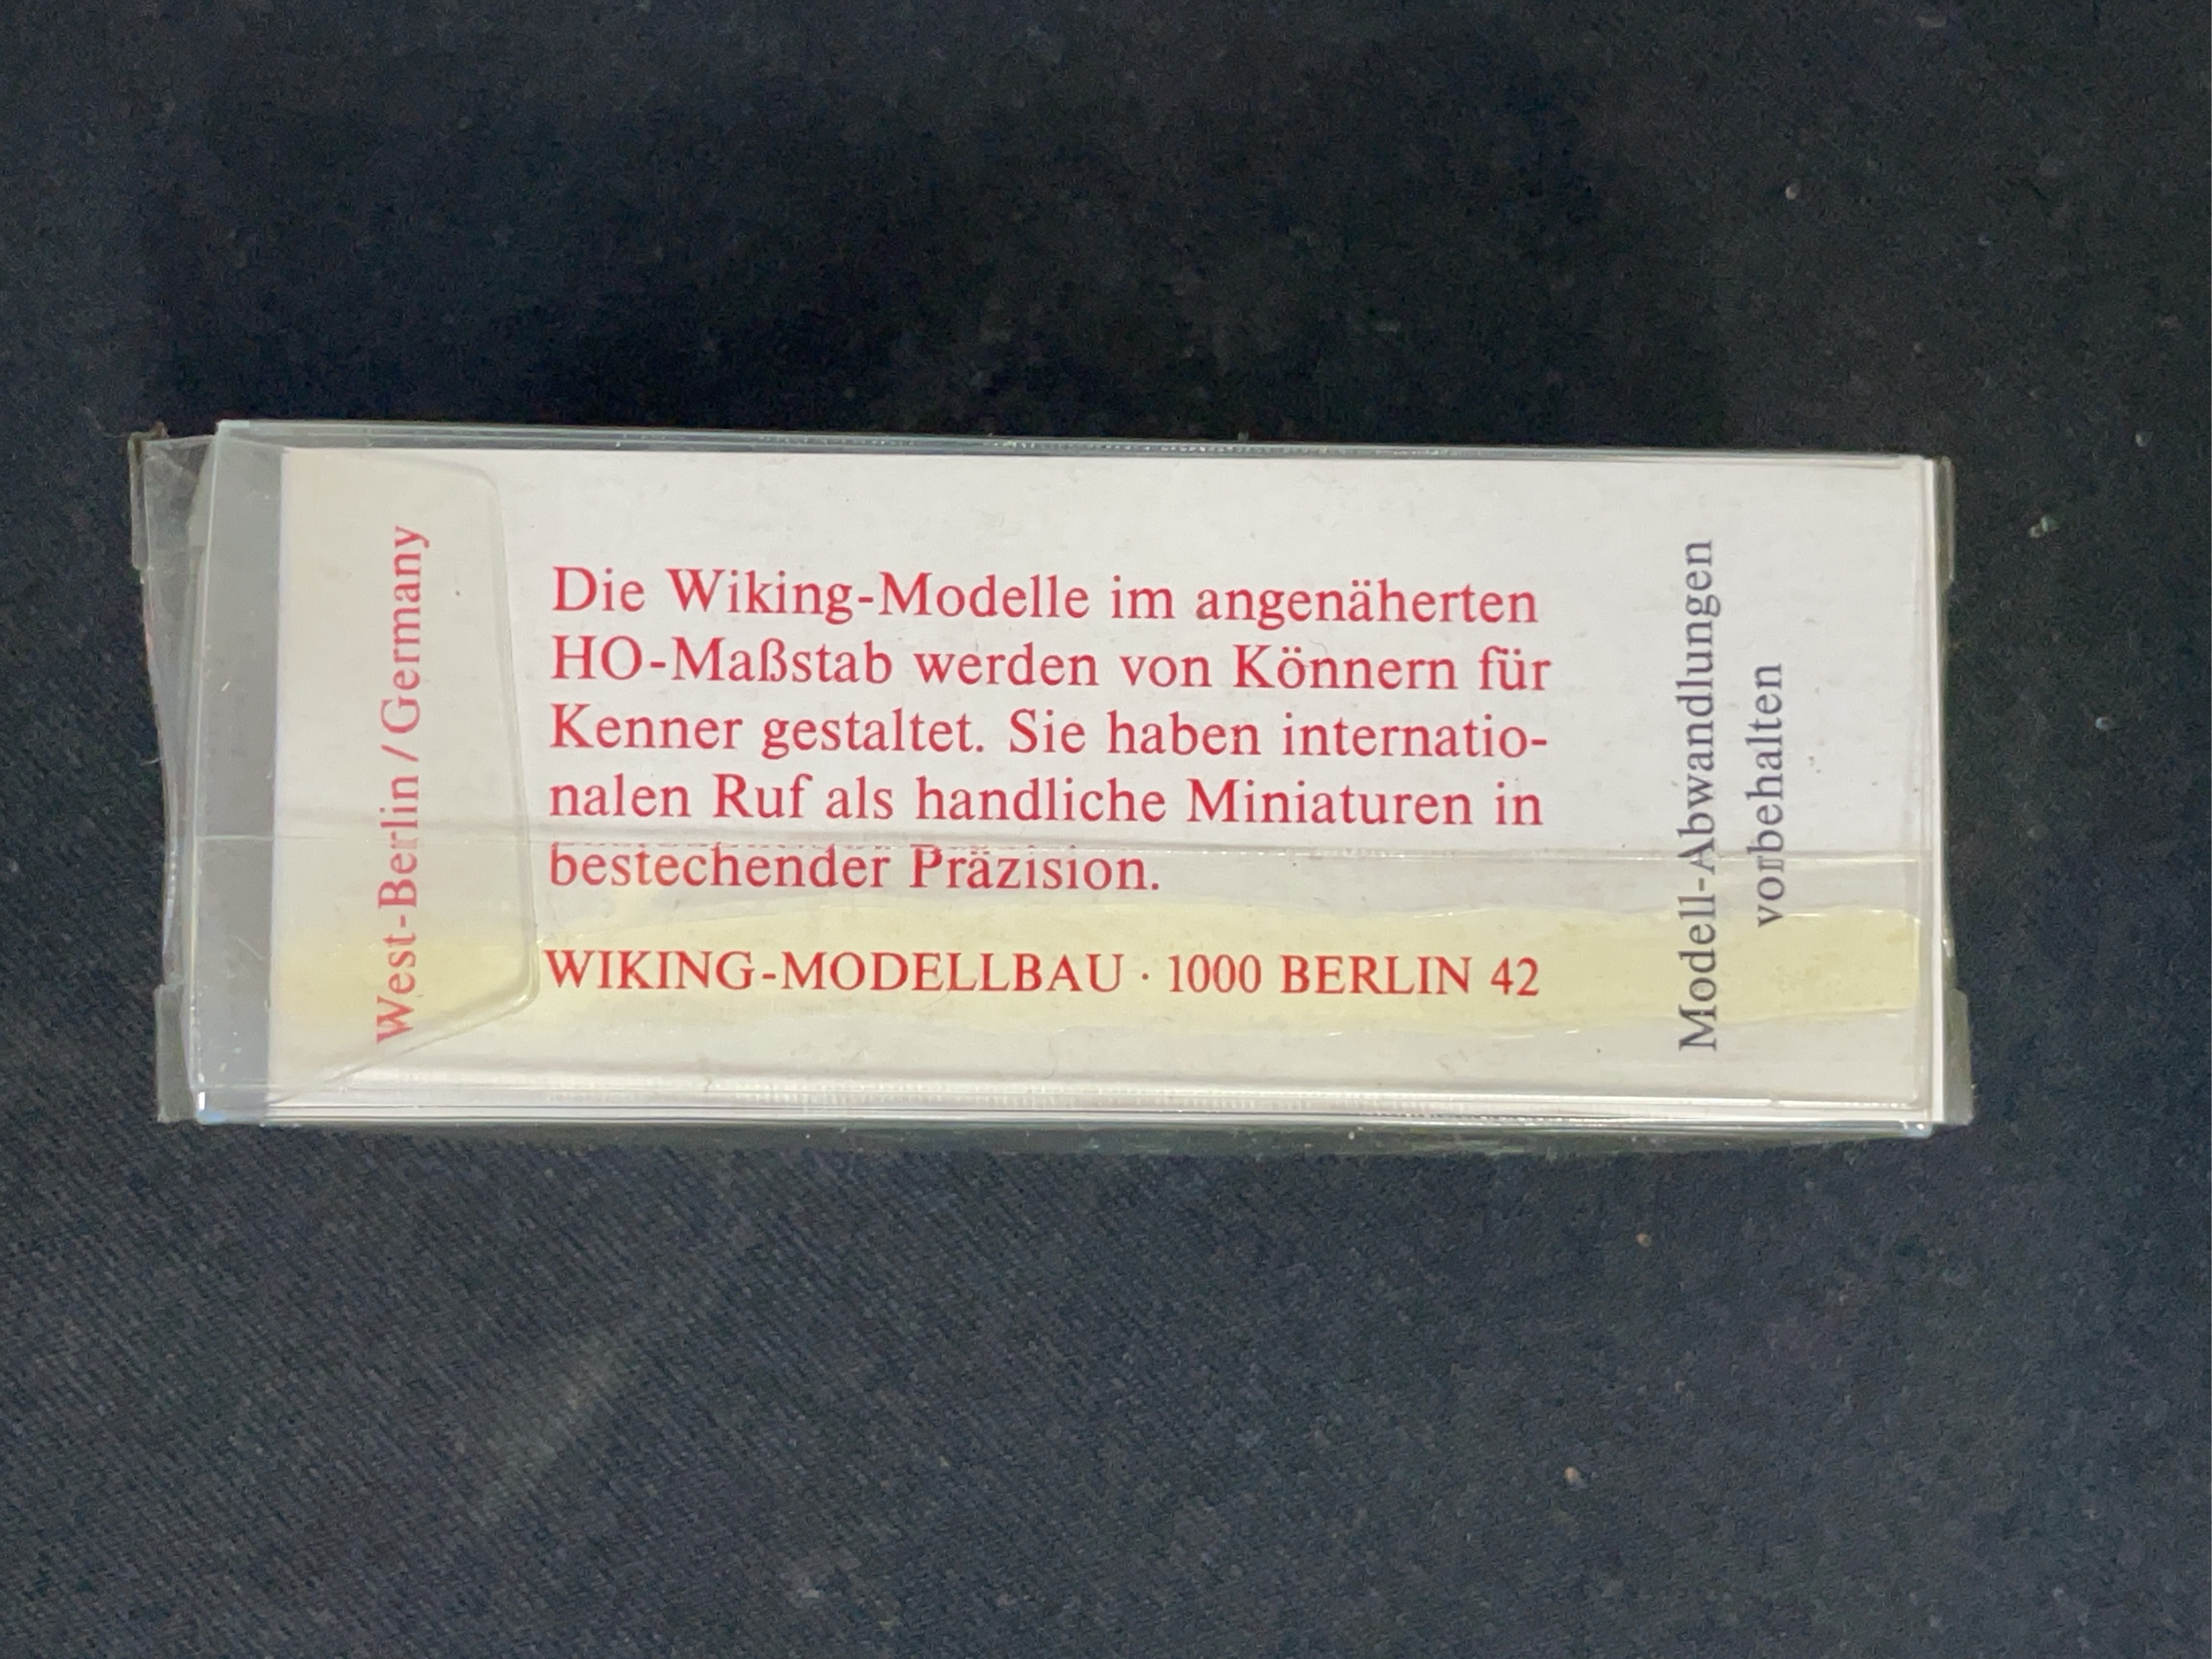 West-Berlin / Germany
Die Wiking-Modelle im angenäherten
HO-Maßstab werden von Könnern für
Kenner gestaltet. Sie haben internatio-
nalen Ruf als handliche Miniaturen in
bestechender Präzision.
WIKING-MODELLBAU · 1000 BERLIN 42
Modell-Abwandlungen
vorbehalten